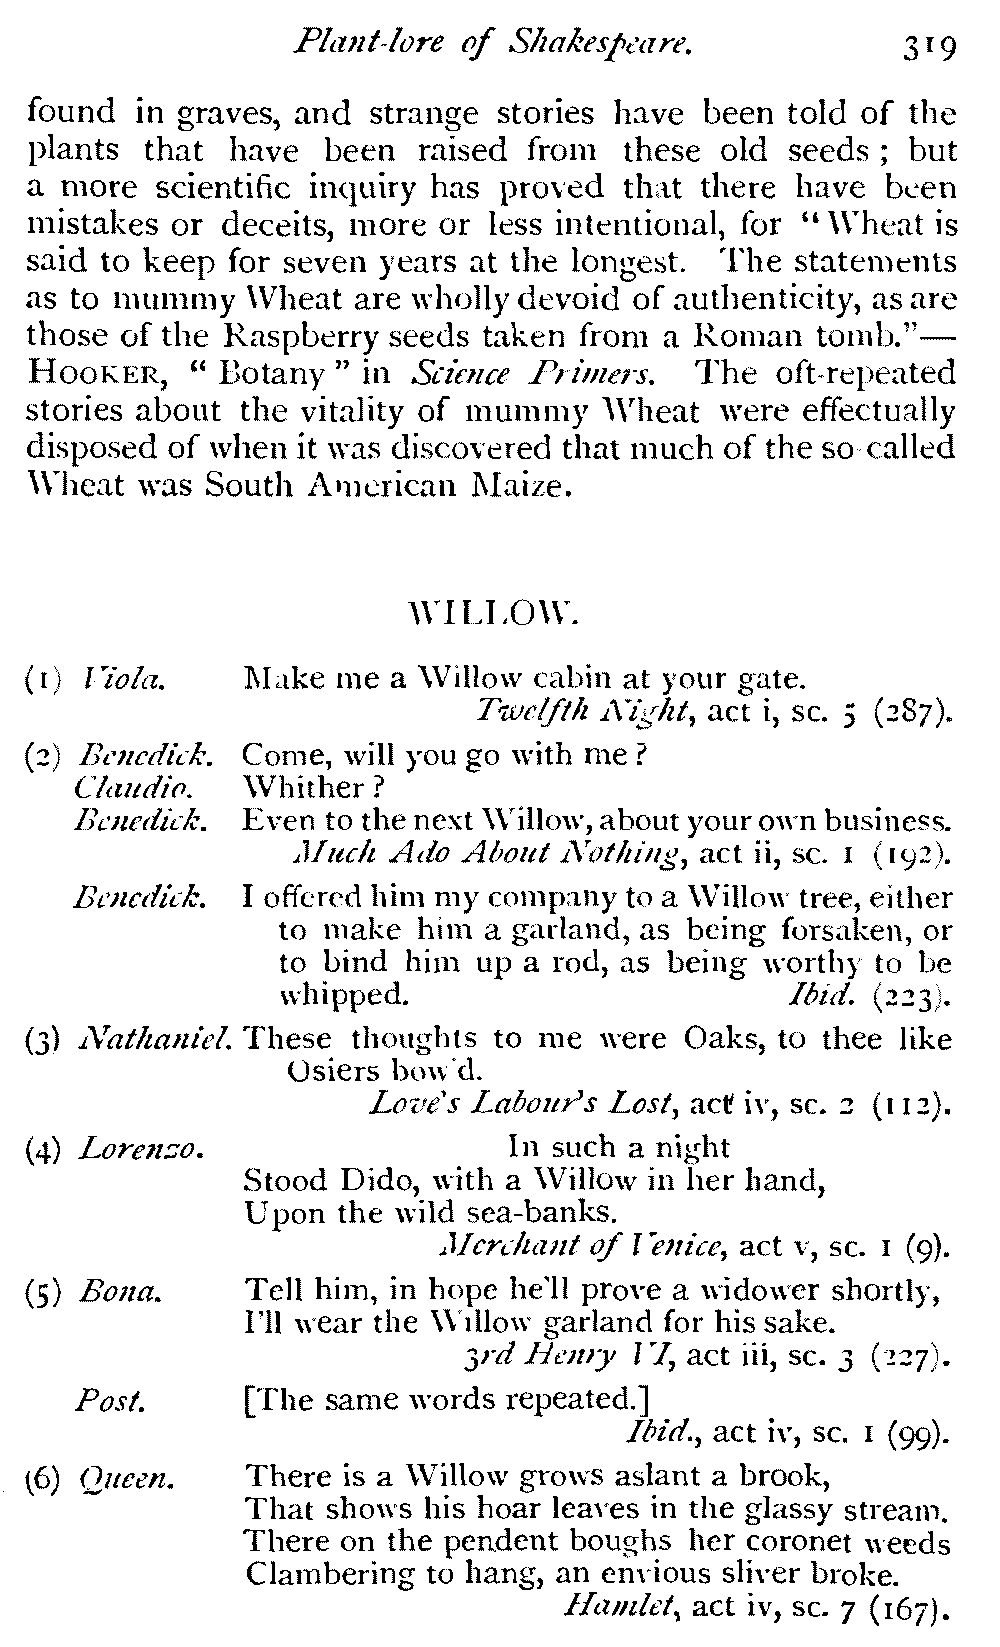 Plant-lore of Shakespeare. 319
found in graves, and strange stories have been told of the
plants that have been raised from these old seeds ; but
a more scientific inquiry has proved that there have been
mistakes or deceits, more or less intentional, for “Wheat is
said to keep for seven years at the longest. The statements
as to mummy Wheat are wholly devoid of authenticity, as are
those of the Raspberry seeds taken from a Roman tomb.”—
HOOKER, “ Botany ” in Science Primers. The oft-repeated
stories about the vitality of mummy Wheat were effectually
disposed of when it was discovered that much of the so-called
Wheat was South American Maize.
WILLOW.
(1) Viola. Make me a Willow cabin at your gate.
Twelfth Night, act i, sc. 5 (287).
(2) Benedick. Come, will you go with me ?
Claudio. Whither ?
Benedick. Even to the next Willow, about your own business.
Much Ado About Nothing, act ii, sc. 1 (192).
Benedick. I offered him my company to a Willow tree, either
to make him a garland, as being forsaken, or
to bind him up a rod, as being worthy to be
whipped. Ibid. (223).
(3) Nathaniel. These thoughts to me were Oaks, to thee like
Osiers bow'd.
Love's Labour's Lost, act iv, sc. 2 (112).
(4) Lorenzo. In such a night
Stood Dido, with a Willow in her hand,
Upon the wild sea-banks.
Merchant of Venice, act v, sc. 1 (9).
(5) Bona. Tell him, in hope he'll prove a widower shortly,
I'll wear the Willow garland for his sake.
3rd Henry VI, act iii, sc. 3 (227).
Post. [The same words repeated.]
Ibid., act iv, sc. 1 (99).
(6) Queen. There is a Willow grows aslant a brook,
That shows his hoar leaves in the glassy stream.
There on the pendent boughs her coronet weeds
Clambering to hang, an envious sliver broke.
Hamlet, act iv, sc. 7 (167).